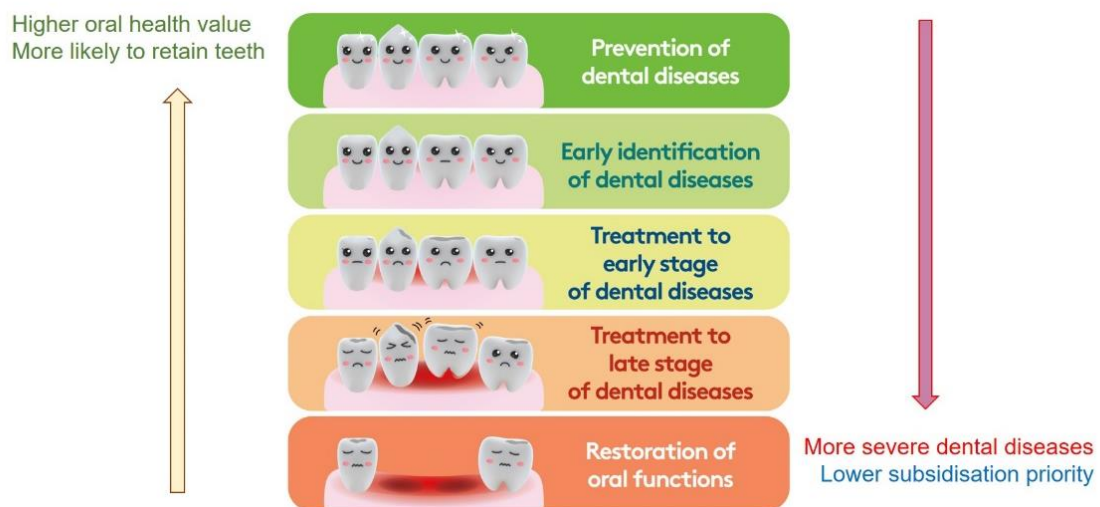 Higher oral health value
More likely to retain teeth
Prevention of
dental diseases
Early identification
of dental diseases
Treatment to
early stage
of dental diseases
Treatment to
late stage
of dental diseases
Restoration of
oral functions
More severe dental diseases
Lower subsidisation priority